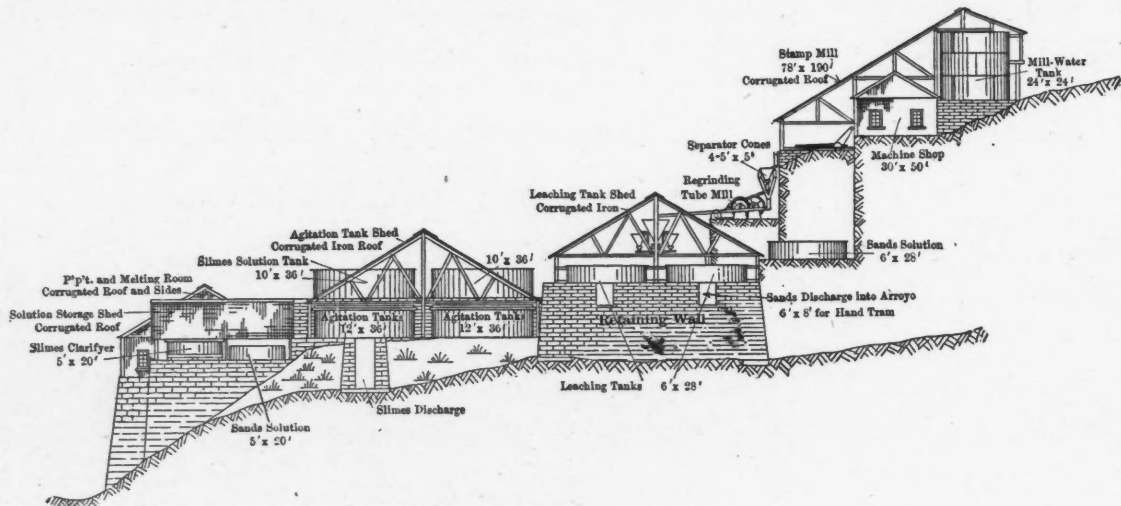 Stamp Mill
78' x 190'
Corrugated Roof
Mill-Water
Tank
24' x 24'
Separator Cones
4-5' x 5'
Machine Shop
30' x 50'
Regrinding
Tube Mill
Leaching Tank Shed
Corrugated Iron
Agitation Tank Shed
Corrugated Iron Roof
Slimes Solution Tank
10' x 36'
10' x 36'
Sands Solution
6' x 28'
P'p't. and Melting Room
Corrugated Roof and Sides
Solution Storage Shed
Corrugated Roof
Sands Discharge into Arroyo
6' x 8' for Hand Tram
Agitation Tanks
12' x 36'
Agitation Tanks
12' x 36'
Retaining Wall
Slimes Clarifyer
5' x 20'
Leaching Tanks 6' x 28'
Slimes Discharge
Sands Solution
5' x 20'